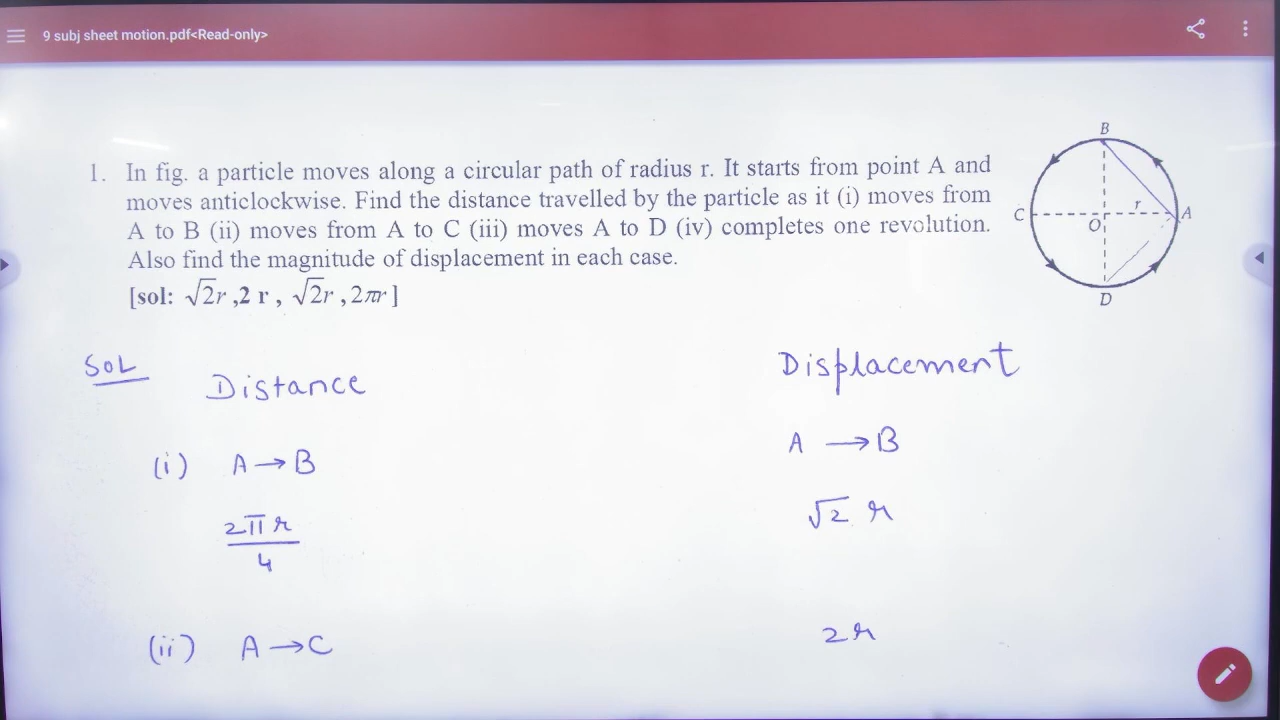 9 subj sheet motion.pdf<Read-only>
1. In fig. a particle moves along a circular path of radius r. It starts from point A and
moves anticlockwise. Find the distance travelled by the particle as it (i) moves from
A to B (ii) moves from A to C (iii) moves A to D (iv) completes one revolution.
Also find the magnitude of displacement in each case.
[sol: √2r ,2 r , √2r ,2πr ]
B
C
r
A
O
D
SOL
Distance
Displacement
(i) A → B
A → B
2πr
4
√2 r
(ii) A → C
2r